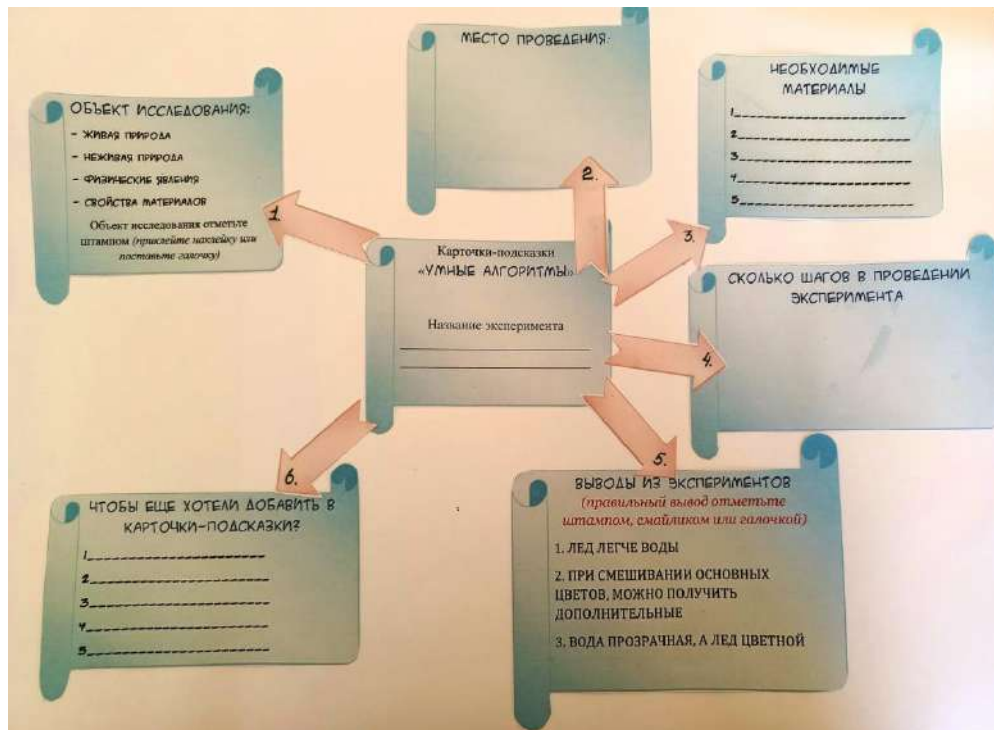 Карточки-подсказки
«УМНЫЕ АЛГОРИТМЫ»
Название эксперимента
1.
ОБЪЕКТ ИССЛЕДОВАНИЯ:
- ЖИВАЯ ПРИРОДА
- НЕЖИВАЯ ПРИРОДА
- ФИЗИЧЕСКИЕ ЯВЛЕНИЯ
- СВОЙСТВА МАТЕРИАЛОВ
Объект исследования отметьте
штампом (приклейте наклейку или
поставьте галочку)
2.
МЕСТО ПРОВЕДЕНИЯ:
3.
НЕОБХОДИМЫЕ
МАТЕРИАЛЫ
1
2
3
4
5
4.
СКОЛЬКО ШАГОВ В ПРОВЕДЕНИИ
ЭКСПЕРИМЕНТА
5.
ВЫВОДЫ ИЗ ЭКСПЕРИМЕНТОВ
(правильный вывод отметьте
штампом, смайликом или галочкой)
1. ЛЕД ЛЕГЧЕ ВОДЫ
2. ПРИ СМЕШИВАНИИ ОСНОВНЫХ
ЦВЕТОВ, МОЖНО ПОЛУЧИТЬ
ДОПОЛНИТЕЛЬНЫЕ
3. ВОДА ПРОЗРАЧНАЯ, А ЛЕД ЦВЕТНОЙ
6.
ЧТОБЫ ЕЩЕ ХОТЕЛИ ДОБАВИТЬ В
КАРТОЧКИ-ПОДСКАЗКИ?
1
2
3
4
5